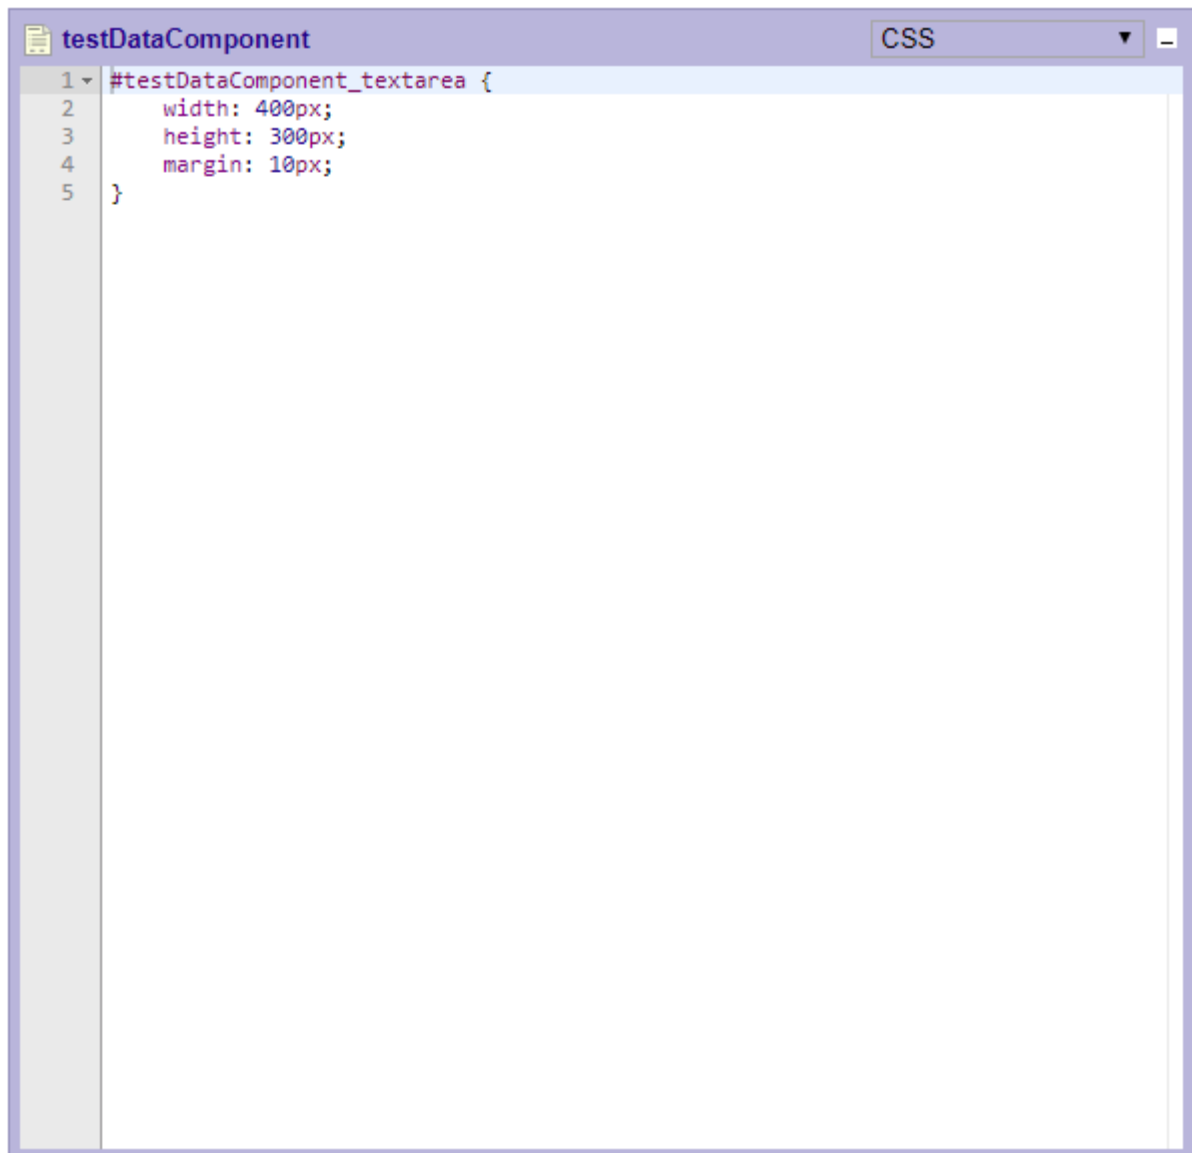 testDataComponent CSS
1 #testDataComponent_textarea {
2     width: 400px;
3     height: 300px;
4     margin: 10px;
5 }